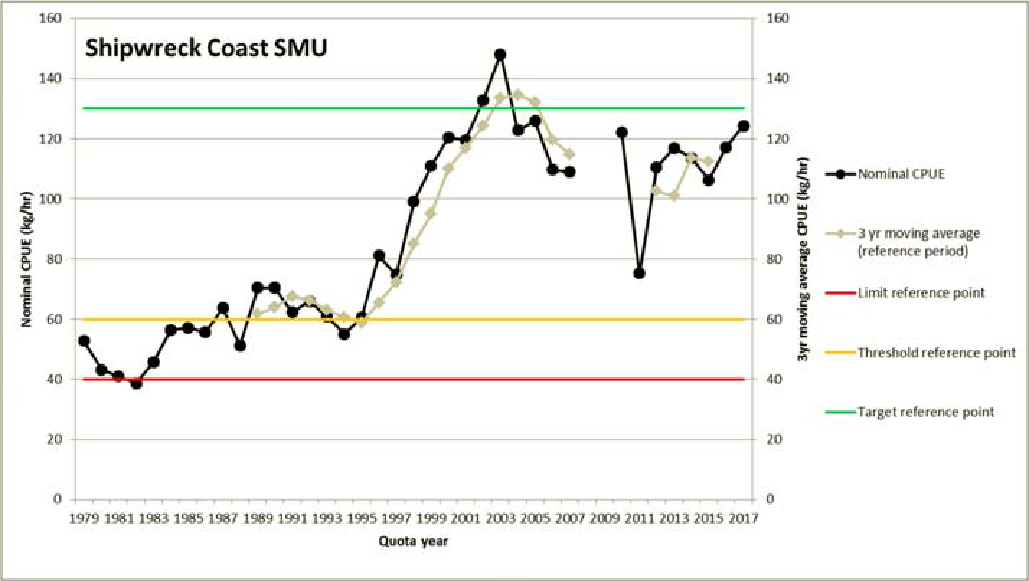 Shipwreck Coast SMU
160
140
120
100
80
60
40
20
0
Nominal CPUE (kg/hr)
160
140
120
100
80
60
40
20
0
3yr moving average CPUE (kg/hr)
1979 1981 1983 1985 1987 1989 1991 1993 1995 1997 1999 2001 2003 2005 2007 2009 2011 2013 2015 2017
Quota year
Nominal CPUE
3 yr moving average
(reference period)
Limit reference point
Threshold reference point
Target reference point